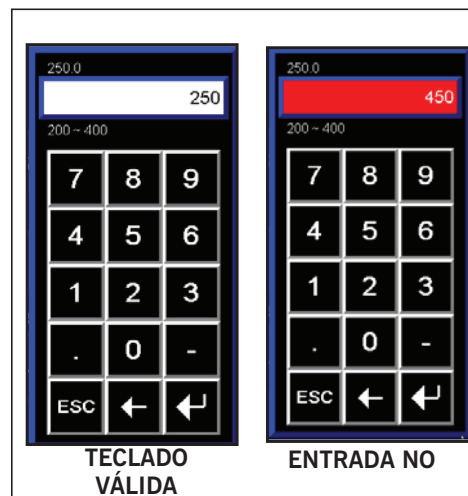 250.0
250
200 ~ 400
7 8 9
4 5 6
1 2 3
. 0 -
ESC ← ↵
TECLADO
VÁLIDA
250.0
450
200 ~ 400
7 8 9
4 5 6
1 2 3
. 0 -
ESC ← ↵
ENTRADA NO